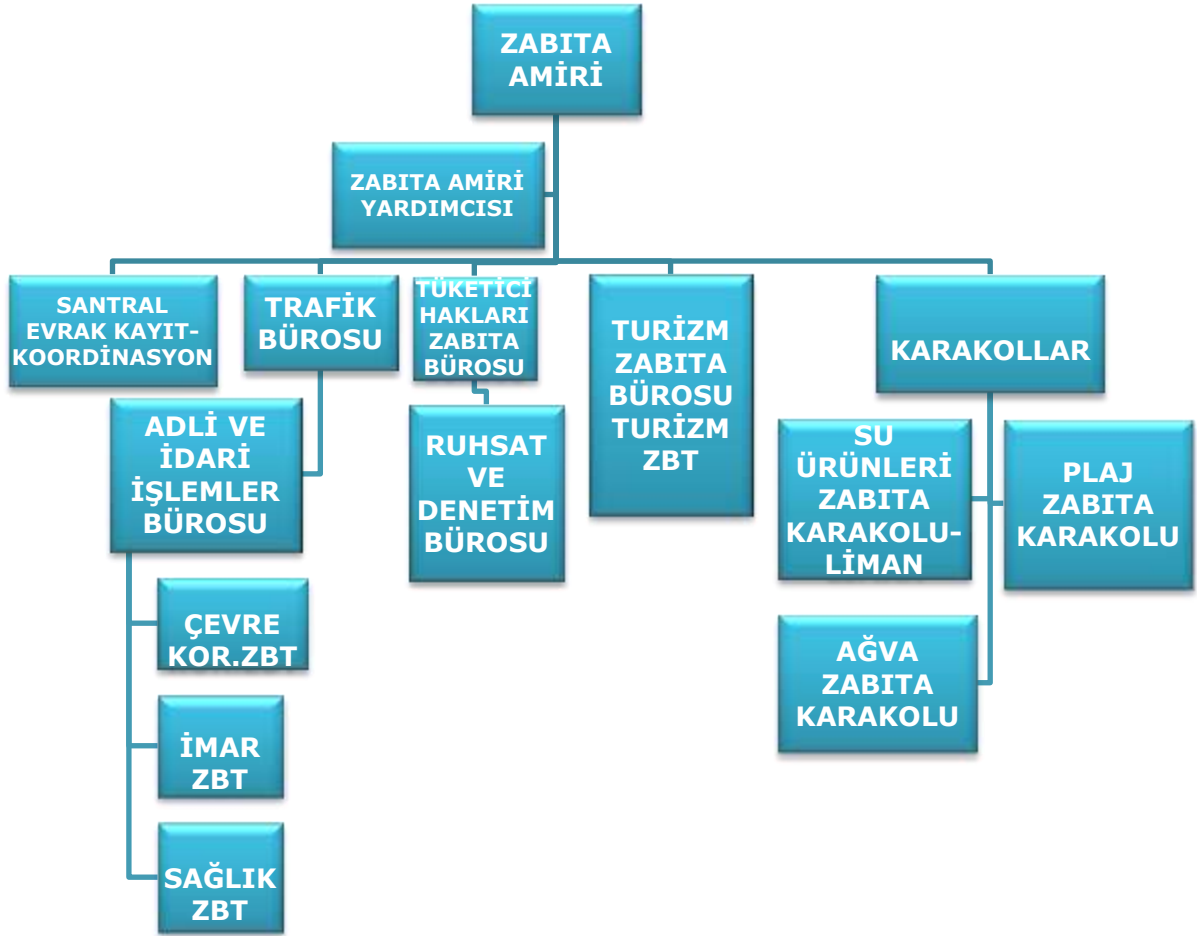 ZABITA
AMİRİ
ZABITA AMİRİ
YARDIMCISI
SANTRAL
EVRAK KAYIT-
KOORDİNASYON
TRAFİK
BÜROSU
TÜKETİCİ
HAKLARI
ZABITA
BÜROSU
TURİZM
ZABITA
BÜROSU
TURİZM
ZBT
KARAKOLLAR
ADLİ VE
İDARİ
İŞLEMLER
BÜROSU
RUHSAT
VE
DENETİM
BÜROSU
SU
ÜRÜNLERİ
ZABITA
KARAKOLU-
LİMAN
PLAJ
ZABITA
KARAKOLU
ÇEVRE
KOR.ZBT
AĞVA
ZABITA
KARAKOLU
İMAR
ZBT
SAĞLIK
ZBT